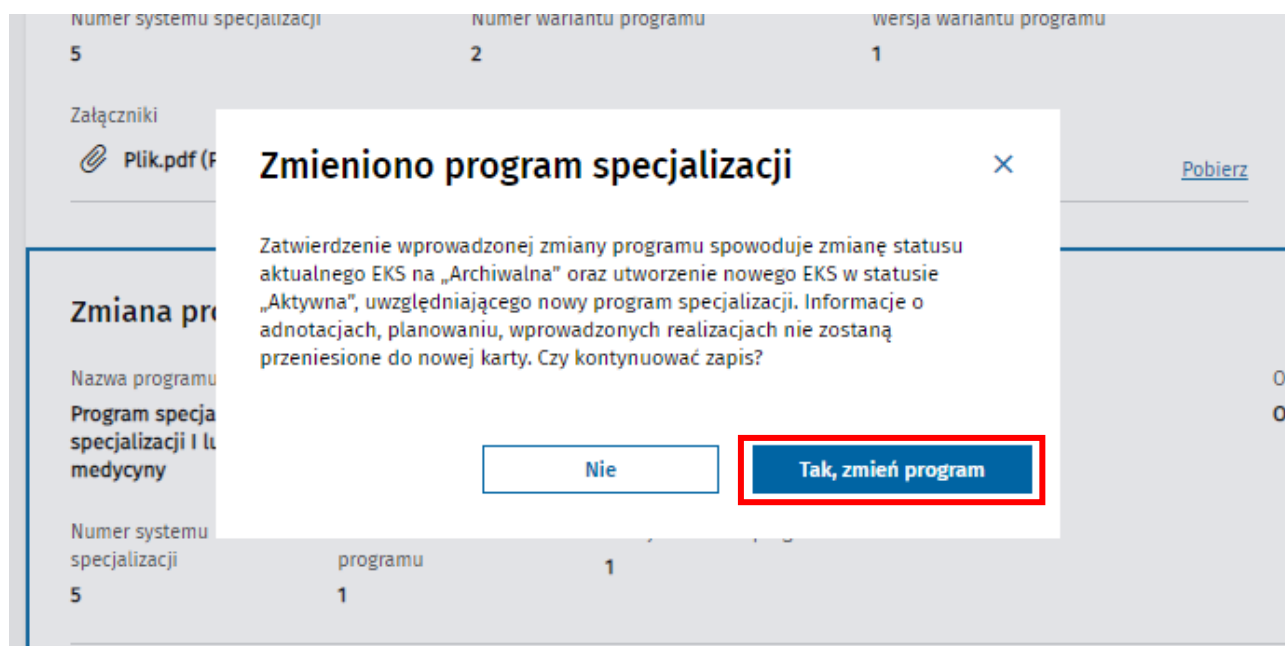 Numer systemu specjalizacji Numer wariantu programu Wersja wariantu programu
5 2 1
Załączniki
Plik.pdf (P
Pobierz
Zmieniono program specjalizacji
Zatwierdzenie wprowadzonej zmiany programu spowoduje zmianę statusu
aktualnego EKS na „Archiwalna” oraz utworzenie nowego EKS w statusie
„Aktywna”, uwzględniającego nowy program specjalizacji. Informacje o
adnotacjach, planowaniu, wprowadzonych realizacjach nie zostaną
przeniesione do nowej karty. Czy kontynuować zapis?
Nie
Tak, zmień program
Zmiana pro
Nazwa programu
Program specja
specjalizacji I lu
medycyny
Numer systemu
specjalizacji programu
5 1 1